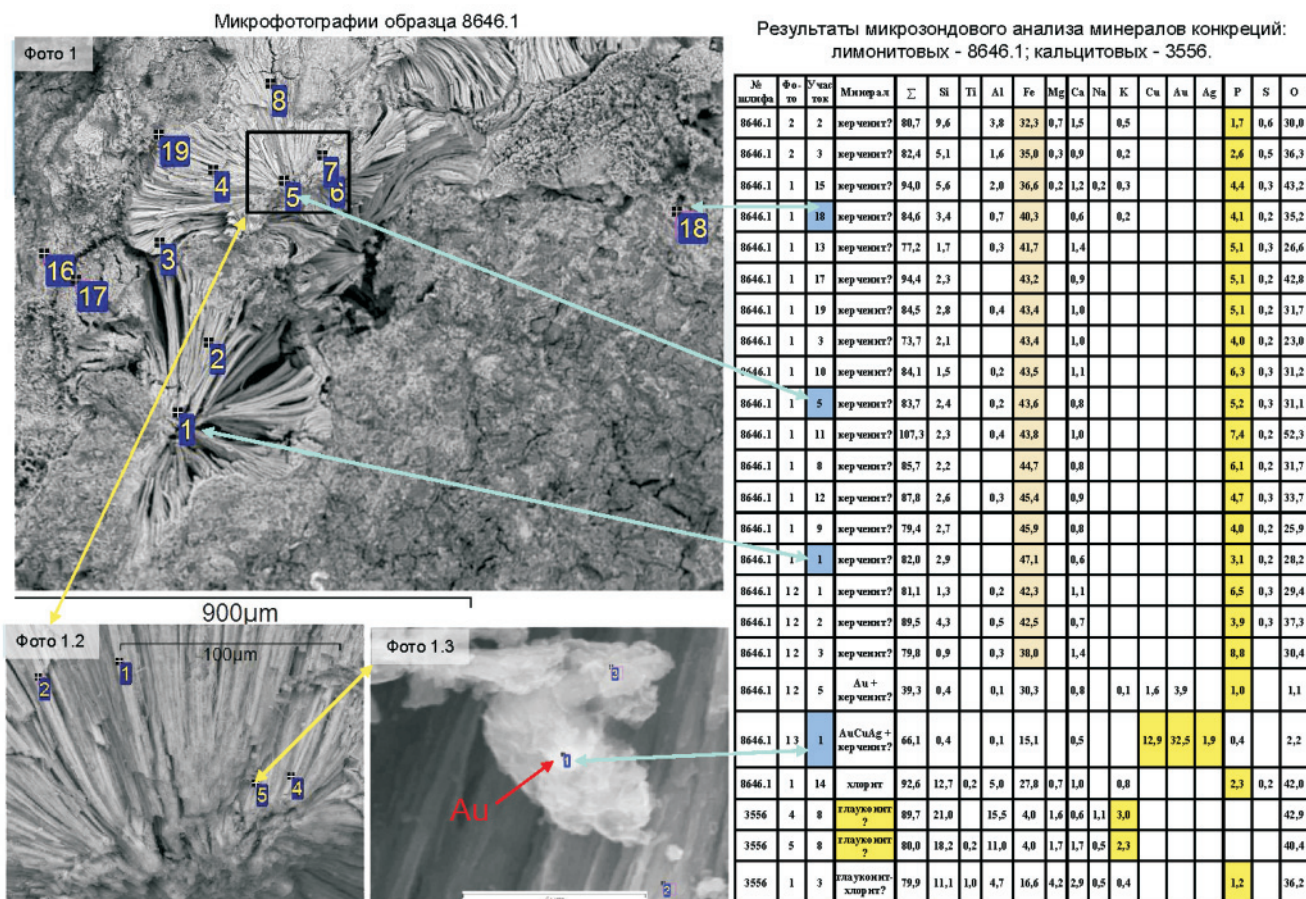 Микрофотографии образца 8646.1
Фото 1
8
19
4
7
5
6
18
3
16
17
2
1
900µm
Фото 1.2
100µm
1
2
5
4
Фото 1.3
3
1
Au
2
Результаты микрозондового анализа минералов конкреций:
лимонитовых - 8646.1; кальцитовых - 3556.
№ шлифа Фо-то Учас ток Минерал Σ Si Ti Al Fe Mg Ca Na K Cu Au Ag P S O
8646.1 2 2 керченит? 80,7 9,6 3,8 32,3 0,7 1,5 0,5 1,7 0,6 30,0
8646.1 2 3 керченит? 82,4 5,1 1,6 35,0 0,3 0,9 0,2 2,6 0,5 36,3
8646.1 1 15 керченит? 94,0 5,6 2,0 36,6 0,2 1,2 0,2 0,3 4,4 0,3 43,2
8646.1 1 18 керченит? 84,6 3,4 0,7 40,3 0,6 0,2 4,1 0,2 35,2
8646.1 1 13 керченит? 77,2 1,7 0,3 41,7 1,4 5,1 0,3 26,6
8646.1 1 17 керченит? 94,4 2,3 43,2 0,9 5,1 0,2 42,8
8646.1 1 19 керченит? 84,5 2,8 0,4 43,4 1,0 5,1 0,2 31,7
8646.1 1 3 керченит? 73,7 2,1 43,4 1,0 4,0 0,2 23,0
8646.1 1 10 керченит? 84,1 1,5 0,2 43,5 1,1 6,3 0,3 31,2
8646.1 1 5 керченит? 83,7 2,4 0,2 43,6 0,8 5,2 0,3 31,1
8646.1 1 11 керченит? 107,3 2,3 0,4 43,8 1,0 7,4 0,2 52,3
8646.1 1 8 керченит? 85,7 2,2 44,7 0,8 6,1 0,2 31,7
8646.1 1 12 керченит? 87,8 2,6 0,3 45,4 0,9 4,7 0,3 33,7
8646.1 1 9 керченит? 79,4 2,7 45,9 0,8 4,0 0,2 25,9
8646.1 1 1 керченит? 82,0 2,9 47,1 0,6 3,1 0,2 28,2
8646.1 1 2 1 керченит? 81,1 1,3 0,2 42,3 1,1 6,5 0,3 29,4
8646.1 1 2 2 керченит? 89,5 4,3 0,5 42,5 0,7 3,9 0,3 37,3
8646.1 1 2 3 керченит? 79,8 0,9 0,3 38,0 1,4 8,8 30,4
8646.1 1 2 5 Au + керченит? 39,3 0,4 0,1 30,3 0,8 0,1 1,6 3,9 1,0 1,1
8646.1 1 3 1 AuCuAg + керченит? 66,1 0,4 0,1 15,1 0,5 12,9 32,5 1,9 0,4 2,2
8646.1 1 14 хлорит 92,6 12,7 0,2 5,0 27,8 0,7 1,0 0,8 2,3 0,2 42,0
3556 4 8 глауконит ? 89,7 21,0 15,5 4,0 1,6 0,6 1,1 3,0 42,9
3556 5 8 глауконит ? 80,0 18,2 0,2 11,0 4,0 1,7 1,7 0,5 2,3 40,4
3556 1 3 глауконит-хлорит? 79,9 11,1 1,0 4,7 16,6 4,2 2,9 0,5 0,4 1,2 36,2